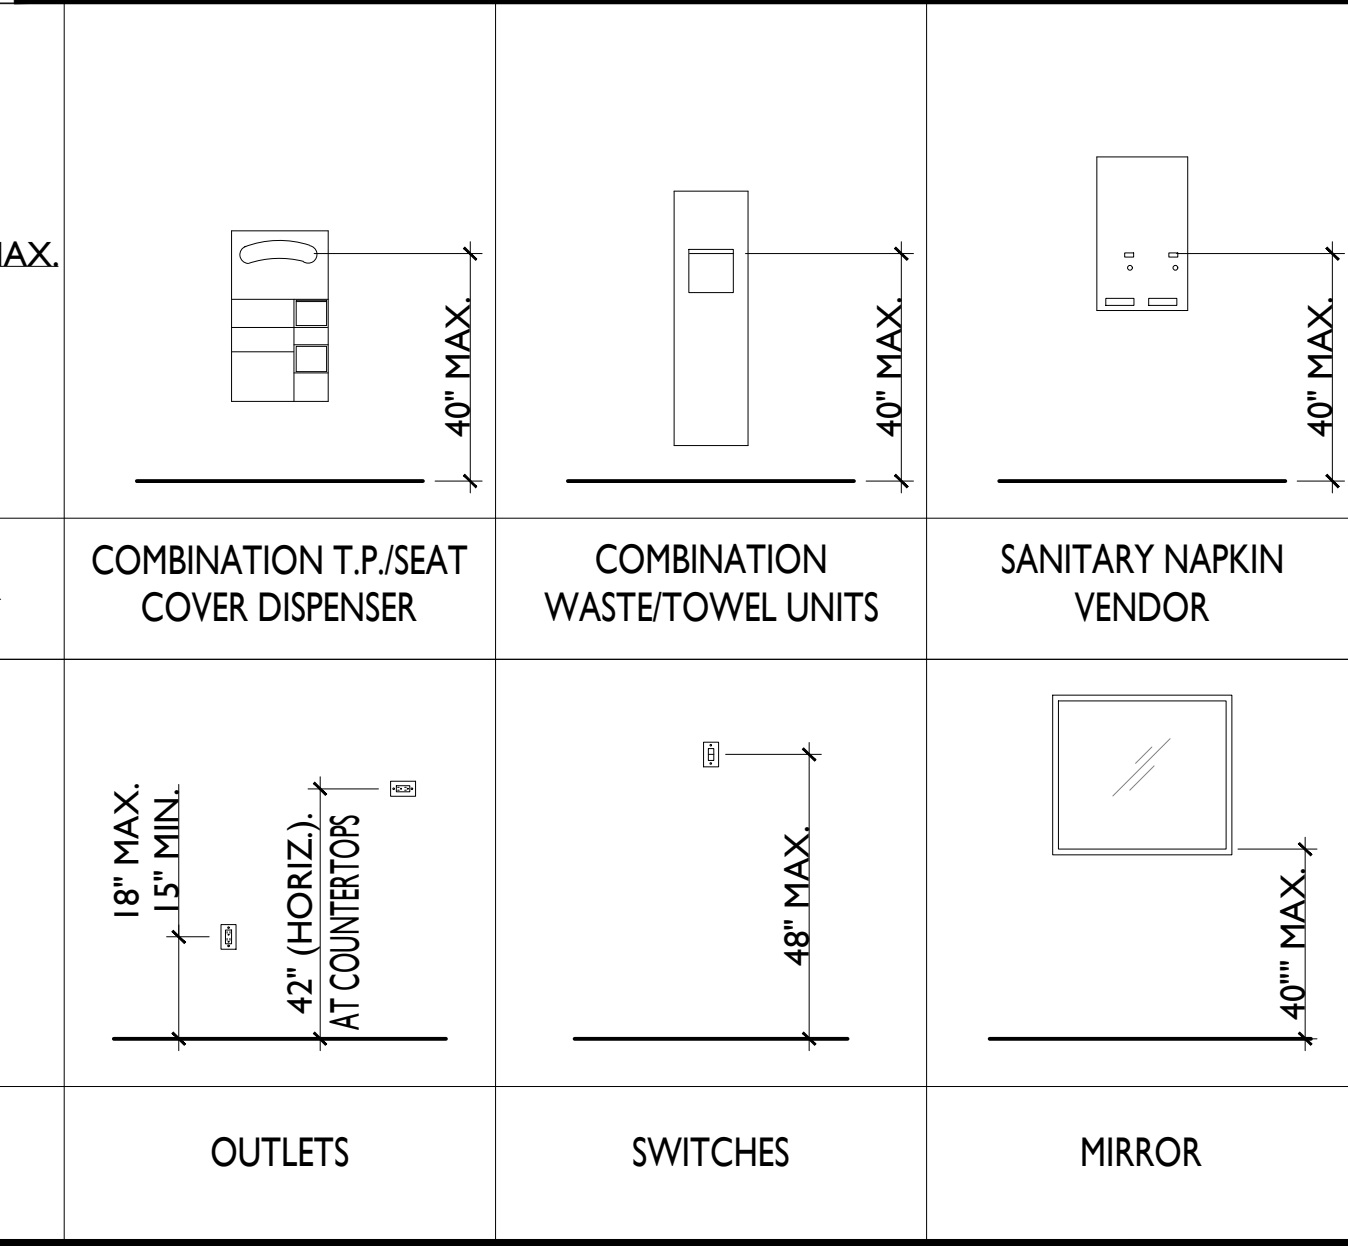 MAX.
40" MAX.
40" MAX.
40" MAX.
COMBINATION T.P./SEAT
COVER DISPENSER
COMBINATION
WASTE/TOWEL UNITS
SANITARY NAPKIN
VENDOR
18" MAX.
15" MIN.
42" (HORIZ.).
AT COUNTERTOPS
48" MAX.
40"" MAX.
OUTLETS
SWITCHES
MIRROR